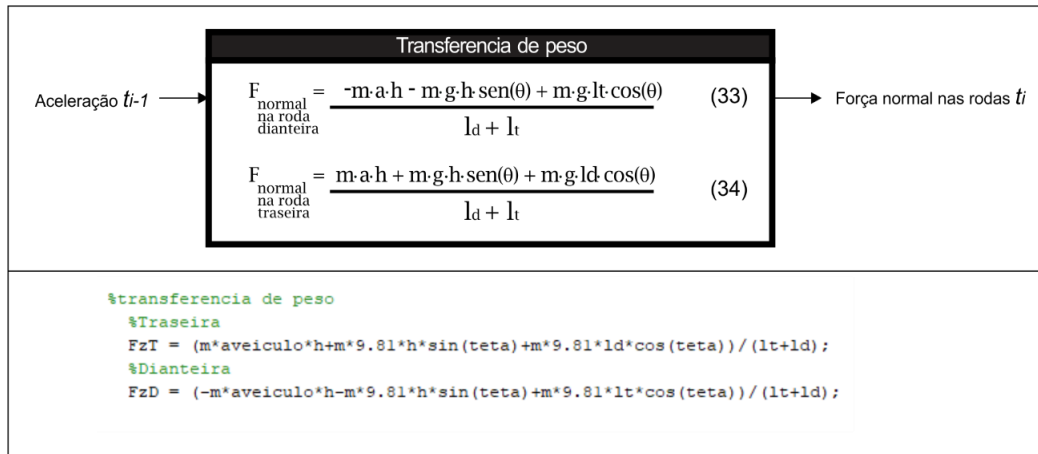 Transferencia de peso
Aceleração ti-1
F normal na roda dianteira = -m·a·h - m·g·h·sen(θ) + m·g·lt·cos(θ) / ld + lt (33)
Força normal nas rodas ti
F normal na roda traseira = m·a·h + m·g·h·sen(θ) + m·g·ld·cos(θ) / ld + lt (34)
%transferencia de peso
%Traseira
FzT = (m*aveiculo*h+m*9.81*h*sin(teta)+m*9.81*ld*cos(teta))/(lt+ld);
%Dianteira
FzD = (-m*aveiculo*h-m*9.81*h*sin(teta)+m*9.81*lt*cos(teta))/(lt+ld);